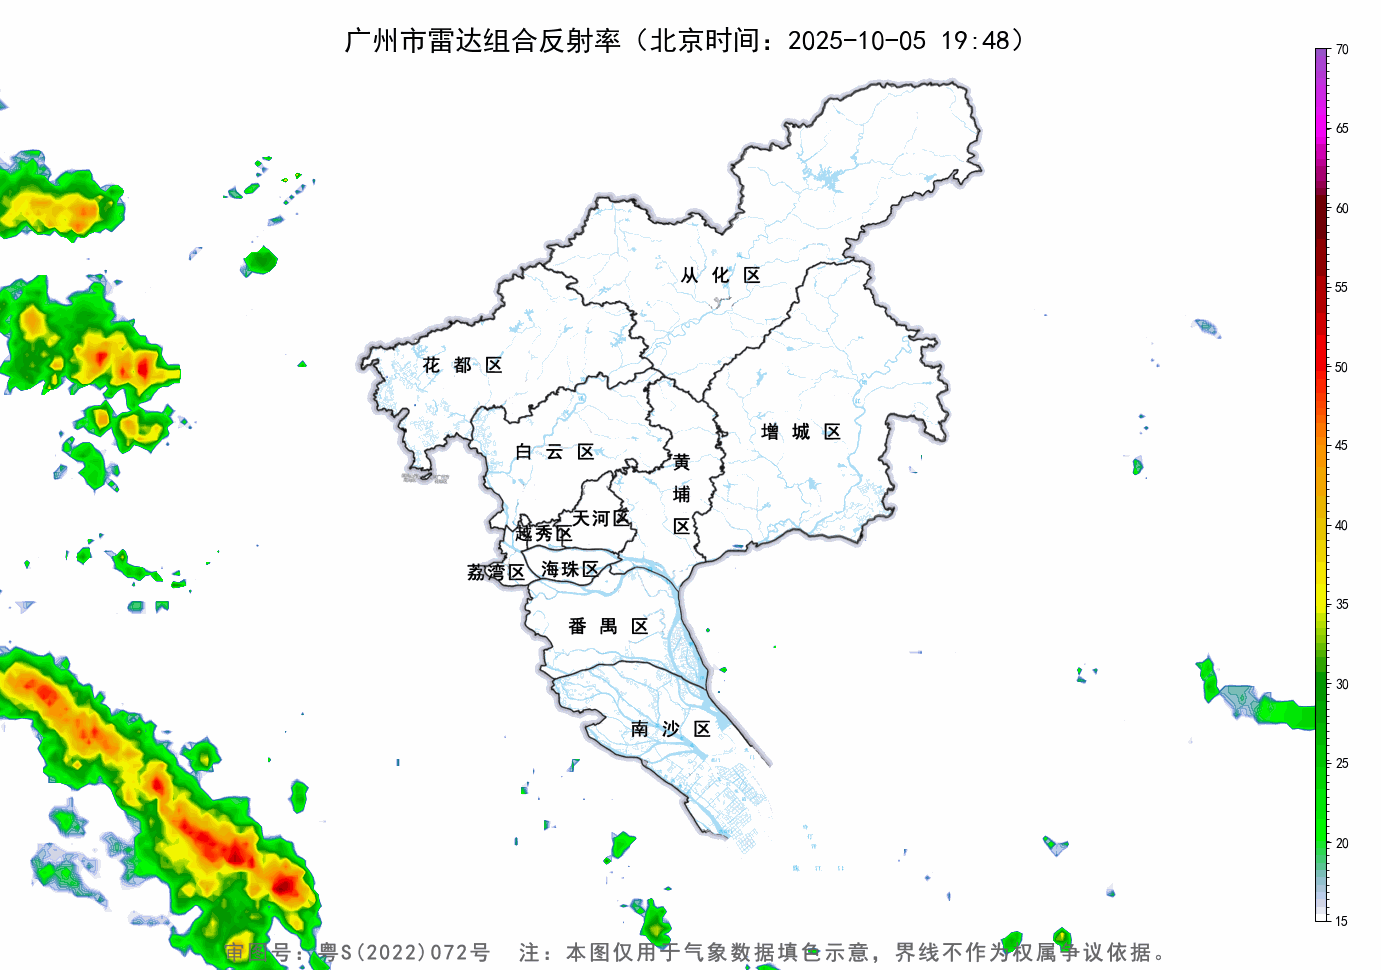 广州市雷达组合反射率（北京时间：2025-10-05 19:48）
70
65
60
55
50
45
40
35
30
25
20
15
从化区
花都区
增城区
白云区
黄埔区
天河区
越秀区
荔湾区
海珠区
番禺区
南沙区
审图号：粤S(2022)072号 注：本图仅用于气象数据填色示意，界线不作为权属争议依据。